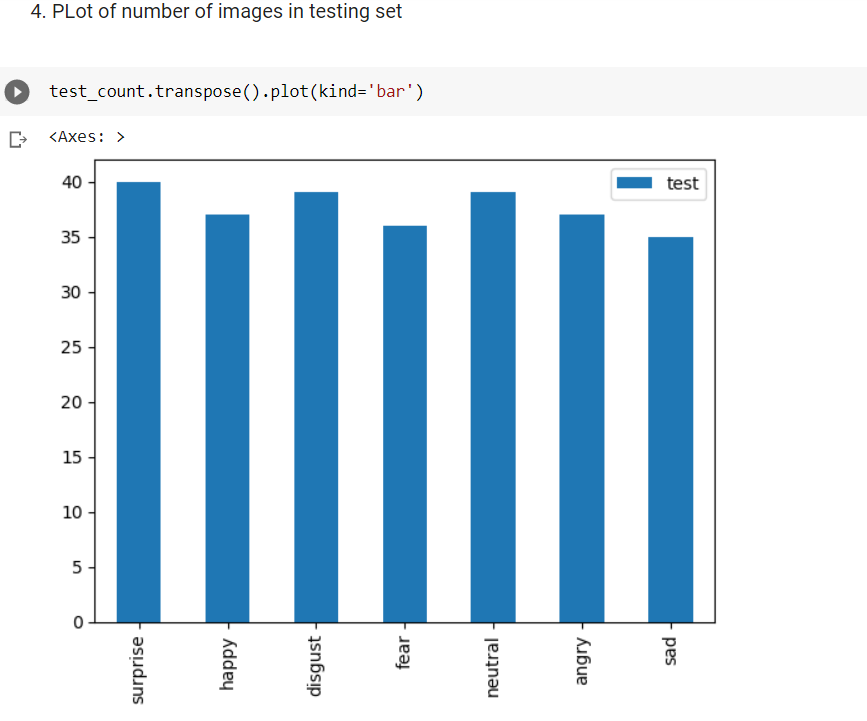 4. PLot of number of images in testing set
test_count.transpose().plot(kind='bar')
<Axes: >
test
40
35
30
25
20
15
10
5
0
surprise
happy
disgust
fear
neutral
angry
sad